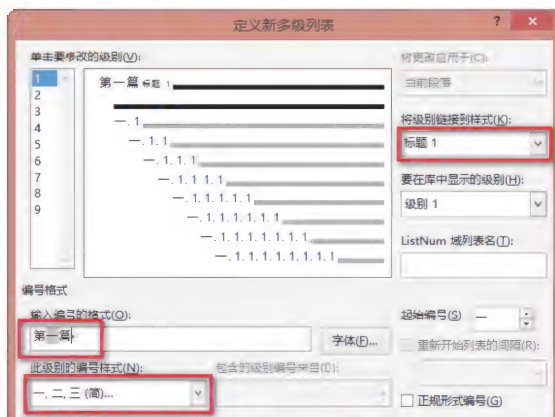 定义新多级列表 ? ×
单击要修改的级别(V):
将更改应用于(C):
1
2
3
4
5
6
7
8
9
第一篇 标题 1
一. 1
一. 1. 1
一. 1. 1. 1
一. 1. 1. 1. 1
一. 1. 1. 1. 1. 1
一. 1. 1. 1. 1. 1. 1
一. 1. 1. 1. 1. 1. 1. 1
一. 1. 1. 1. 1. 1. 1. 1. 1
当前段落
将级别链接到样式(K):
标题 1
要在库中显示的级别(H):
级别 1
ListNum 域列表名(T):
编号格式
输入编号的格式(O):
第一篇
字体(F)...
起始编号(S) 一
重新开始列表的间隔(R):
此级别的编号样式(N):
包含的级别编号来自(D):
一, 二, 三 (简)...
正规形式编号(G)